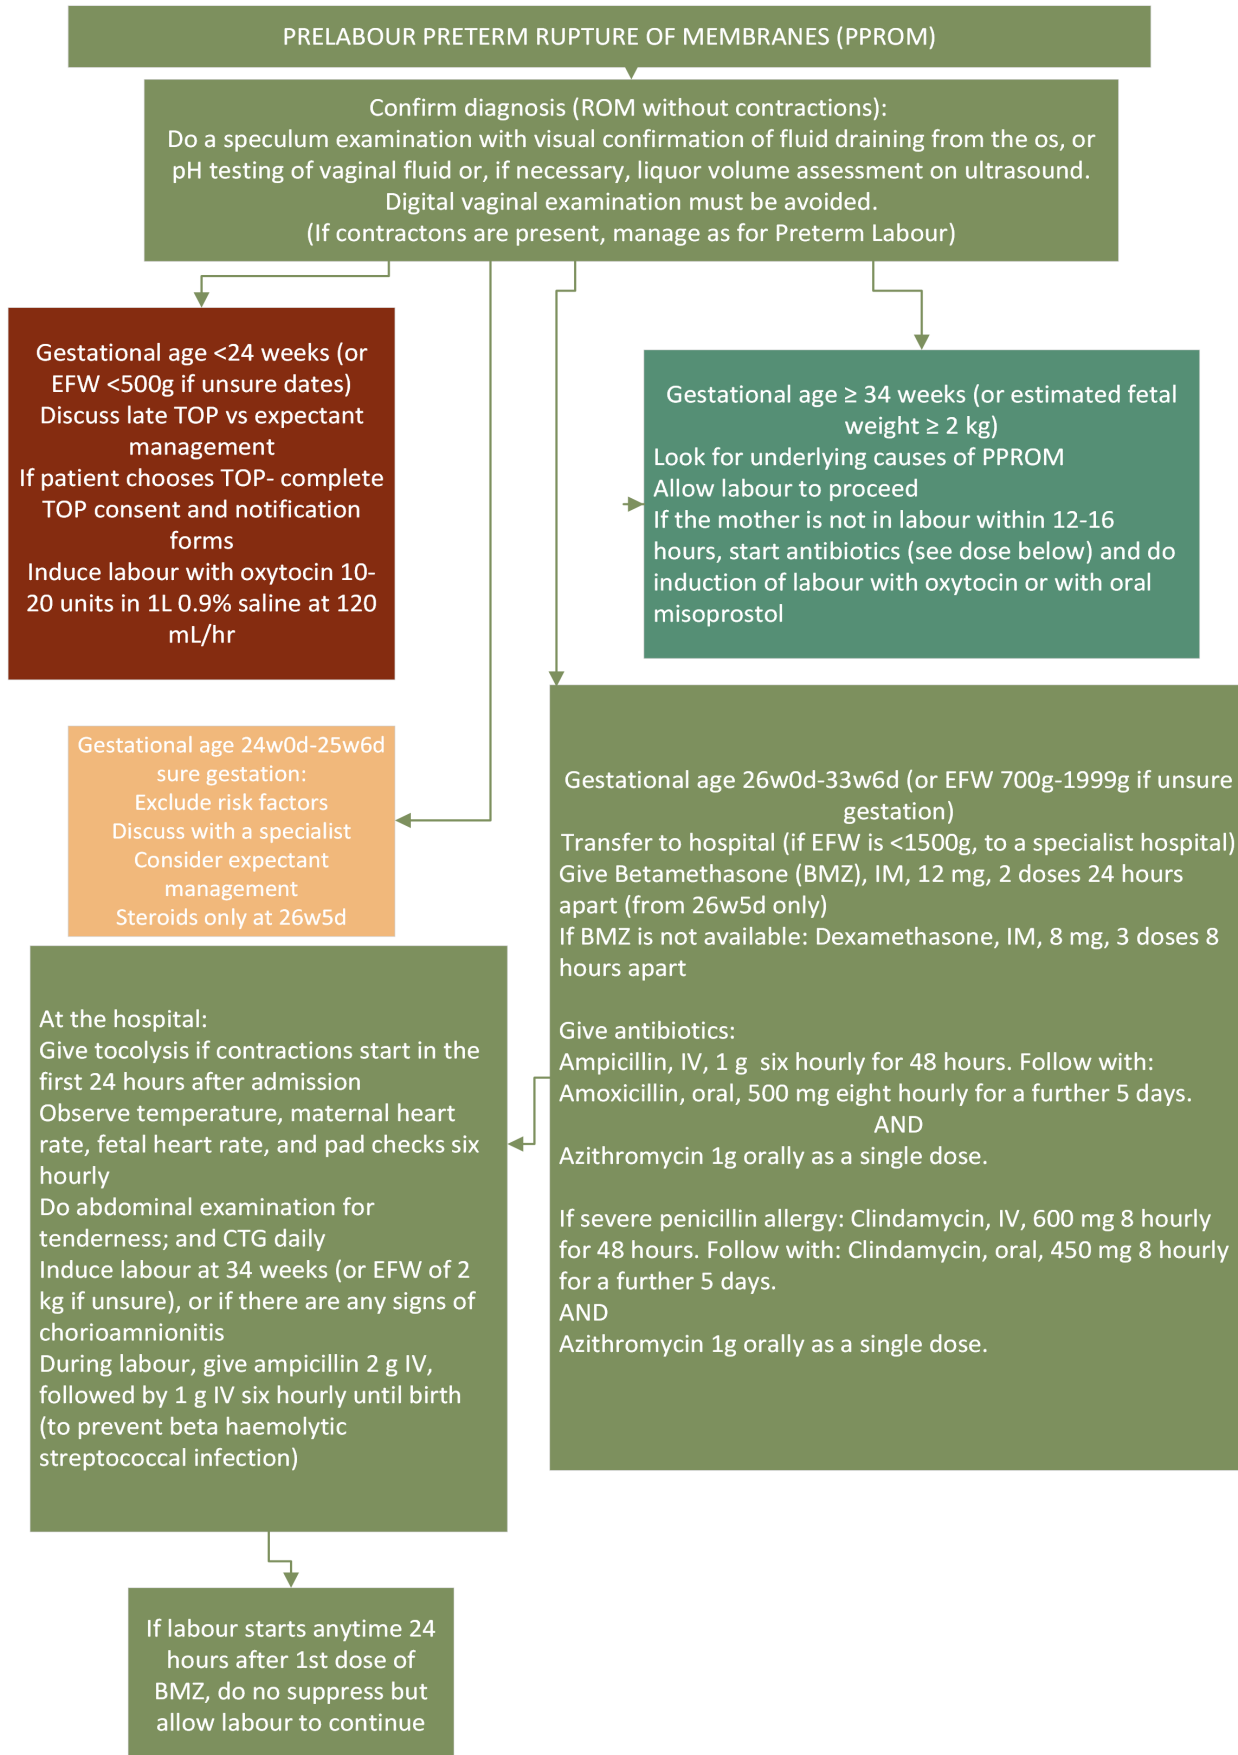 PRELABOUR PRETERM RUPTURE OF MEMBRANES (PPROM)
Confirm diagnosis (ROM without contractions):
Do a speculum examination with visual confirmation of fluid draining from the os, or
pH testing of vaginal fluid or, if necessary, liquor volume assessment on ultrasound.
Digital vaginal examination must be avoided.
(If contractons are present, manage as for Preterm Labour)
Gestational age <24 weeks (or
EFW <500g if unsure dates)
Discuss late TOP vs expectant
management
If patient chooses TOP- complete
TOP consent and notification
forms
Induce labour with oxytocin 10-
20 units in 1L 0.9% saline at 120
mL/hr
Gestational age ≥ 34 weeks (or estimated fetal
weight ≥ 2 kg)
Look for underlying causes of PPROM
Allow labour to proceed
If the mother is not in labour within 12-16
hours, start antibiotics (see dose below) and do
induction of labour with oxytocin or with oral
misoprostol
Gestational age 24w0d-25w6d
sure gestation:
Exclude risk factors
Discuss with a specialist
Consider expectant
management
Steroids only at 26w5d
Gestational age 26w0d-33w6d (or EFW 700g-1999g if unsure
gestation)
Transfer to hospital (if EFW is <1500g, to a specialist hospital)
Give Betamethasone (BMZ), IM, 12 mg, 2 doses 24 hours
apart (from 26w5d only)
If BMZ is not available: Dexamethasone, IM, 8 mg, 3 doses 8
hours apart
Give antibiotics:
Ampicillin, IV, 1 g six hourly for 48 hours. Follow with:
Amoxicillin, oral, 500 mg eight hourly for a further 5 days.
AND
Azithromycin 1g orally as a single dose.
If severe penicillin allergy: Clindamycin, IV, 600 mg 8 hourly
for 48 hours. Follow with: Clindamycin, oral, 450 mg 8 hourly
for a further 5 days.
AND
Azithromycin 1g orally as a single dose.
At the hospital:
Give tocolysis if contractions start in the
first 24 hours after admission
Observe temperature, maternal heart
rate, fetal heart rate, and pad checks six
hourly
Do abdominal examination for
tenderness; and CTG daily
Induce labour at 34 weeks (or EFW of 2
kg if unsure), or if there are any signs of
chorioamnionitis
During labour, give ampicillin 2 g IV,
followed by 1 g IV six hourly until birth
(to prevent beta haemolytic
streptococcal infection)
If labour starts anytime 24
hours after 1st dose of
BMZ, do no suppress but
allow labour to continue